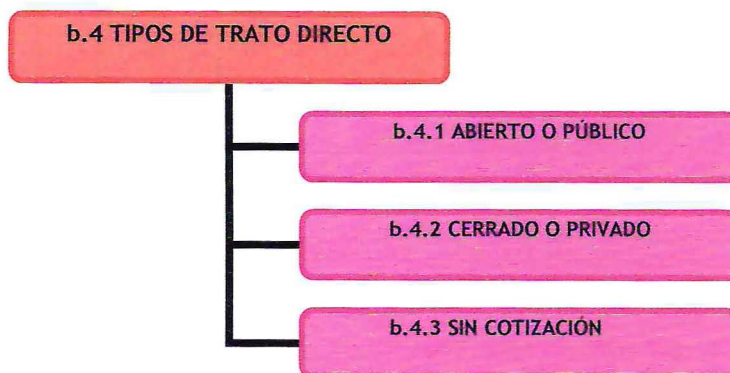 b.4 TIPOS DE TRATO DIRECTO
b.4.1 ABIERTO O PÚBLICO
b.4.2 CERRADO O PRIVADO
b.4.3 SIN COTIZACIÓN